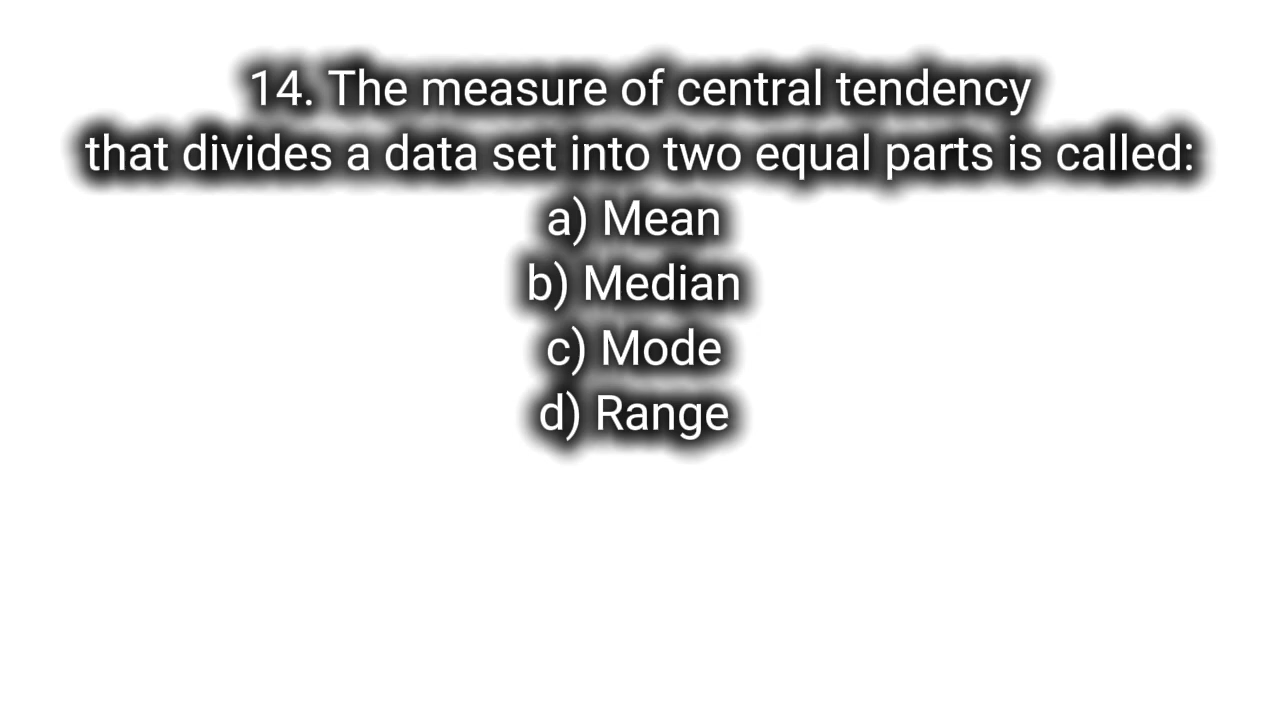 14. The measure of central tendency
that divides a data set into two equal parts is called:
a) Mean
b) Median
c) Mode
d) Range